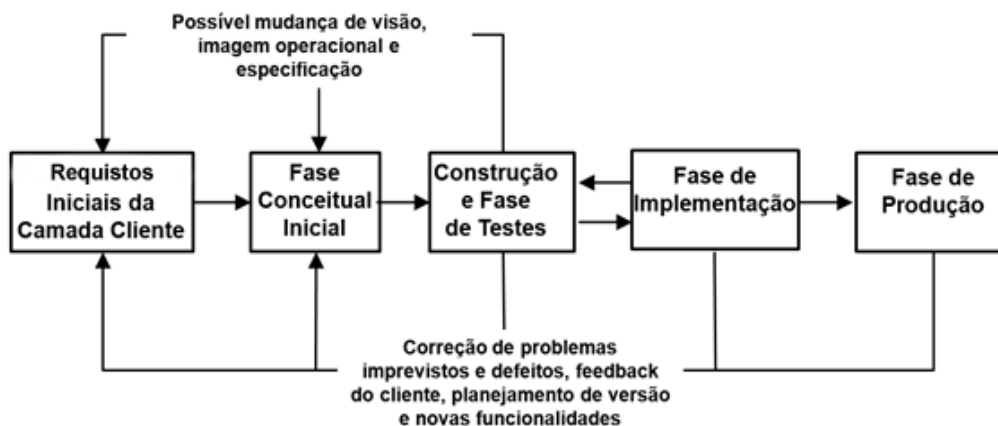 Possível mudança de visão,
imagem operacional e
especificação
Requistos
Iniciais da
Camada Cliente
Fase
Conceitual
Inicial
Construção
e Fase
de Testes
Fase de
Implementação
Fase de
Produção
Correção de problemas
imprevistos e defeitos, feedback
do cliente, planejamento de versão
e novas funcionalidades